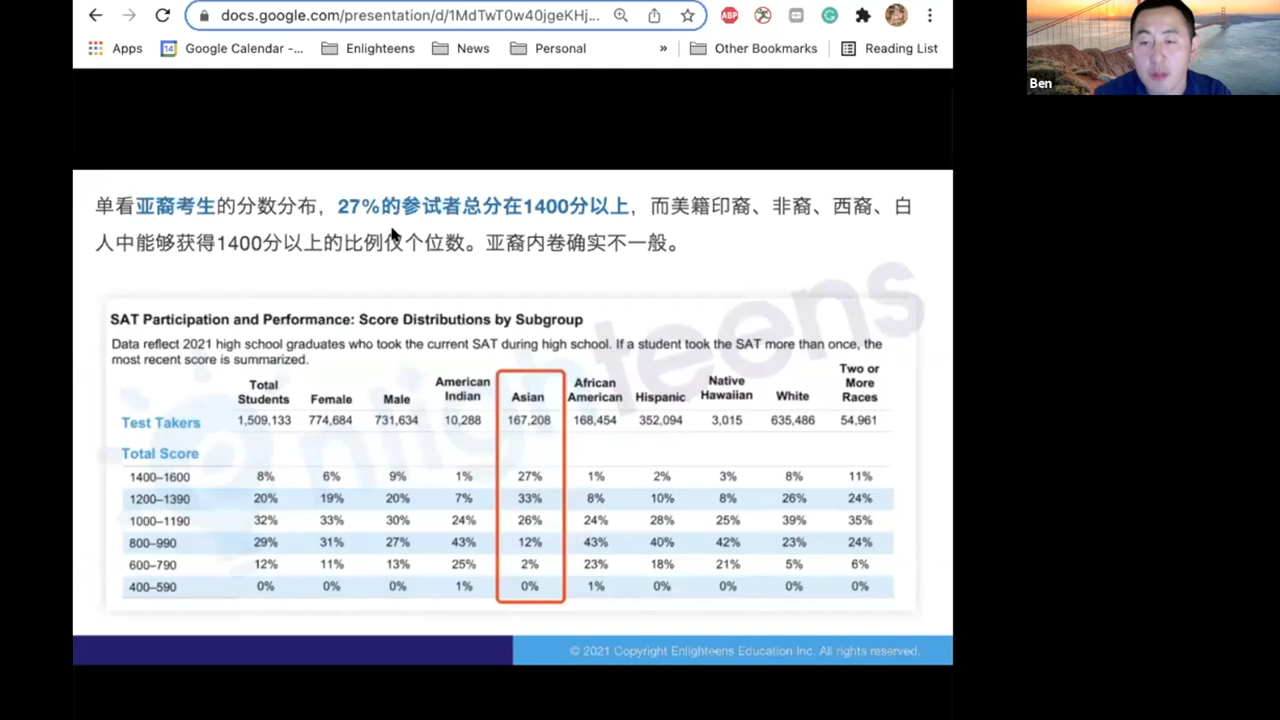 docs.google.com/presentation/d/1MdTwT0w40jgeKHj...
ABP
Apps
14
Google Calendar -...
Enlighteens
News
Personal
»
Other Bookmarks
Reading List
Ben
单看亚裔考生的分数分布，27%的参试者总分在1400分以上，而美籍印裔、非裔、西裔、白
人中能够获得1400分以上的比例仅个位数。亚裔内卷确实不一般。
enlighteens
SAT Participation and Performance: Score Distributions by Subgroup
Data reflect 2021 high school graduates who took the current SAT during high school. If a student took the SAT more than once, the
most recent score is summarized.
Total Students Female Male American Indian Asian African American Hispanic Native Hawaiian White Two or More Races
Test Takers 1,509,133 774,684 731,634 10,288 167,208 168,454 352,094 3,015 635,486 54,961
Total Score
1400–1600 8% 6% 9% 1% 27% 1% 2% 3% 8% 11%
1200–1390 20% 19% 20% 7% 33% 8% 10% 8% 26% 24%
1000–1190 32% 33% 30% 24% 26% 24% 28% 25% 39% 35%
800–990 29% 31% 27% 43% 12% 43% 40% 42% 23% 24%
600–790 12% 11% 13% 25% 2% 23% 18% 21% 5% 6%
400–590 0% 0% 0% 1% 0% 1% 0% 0% 0% 0%
© 2021 Copyright Enlighteens Education Inc. All rights reserved.